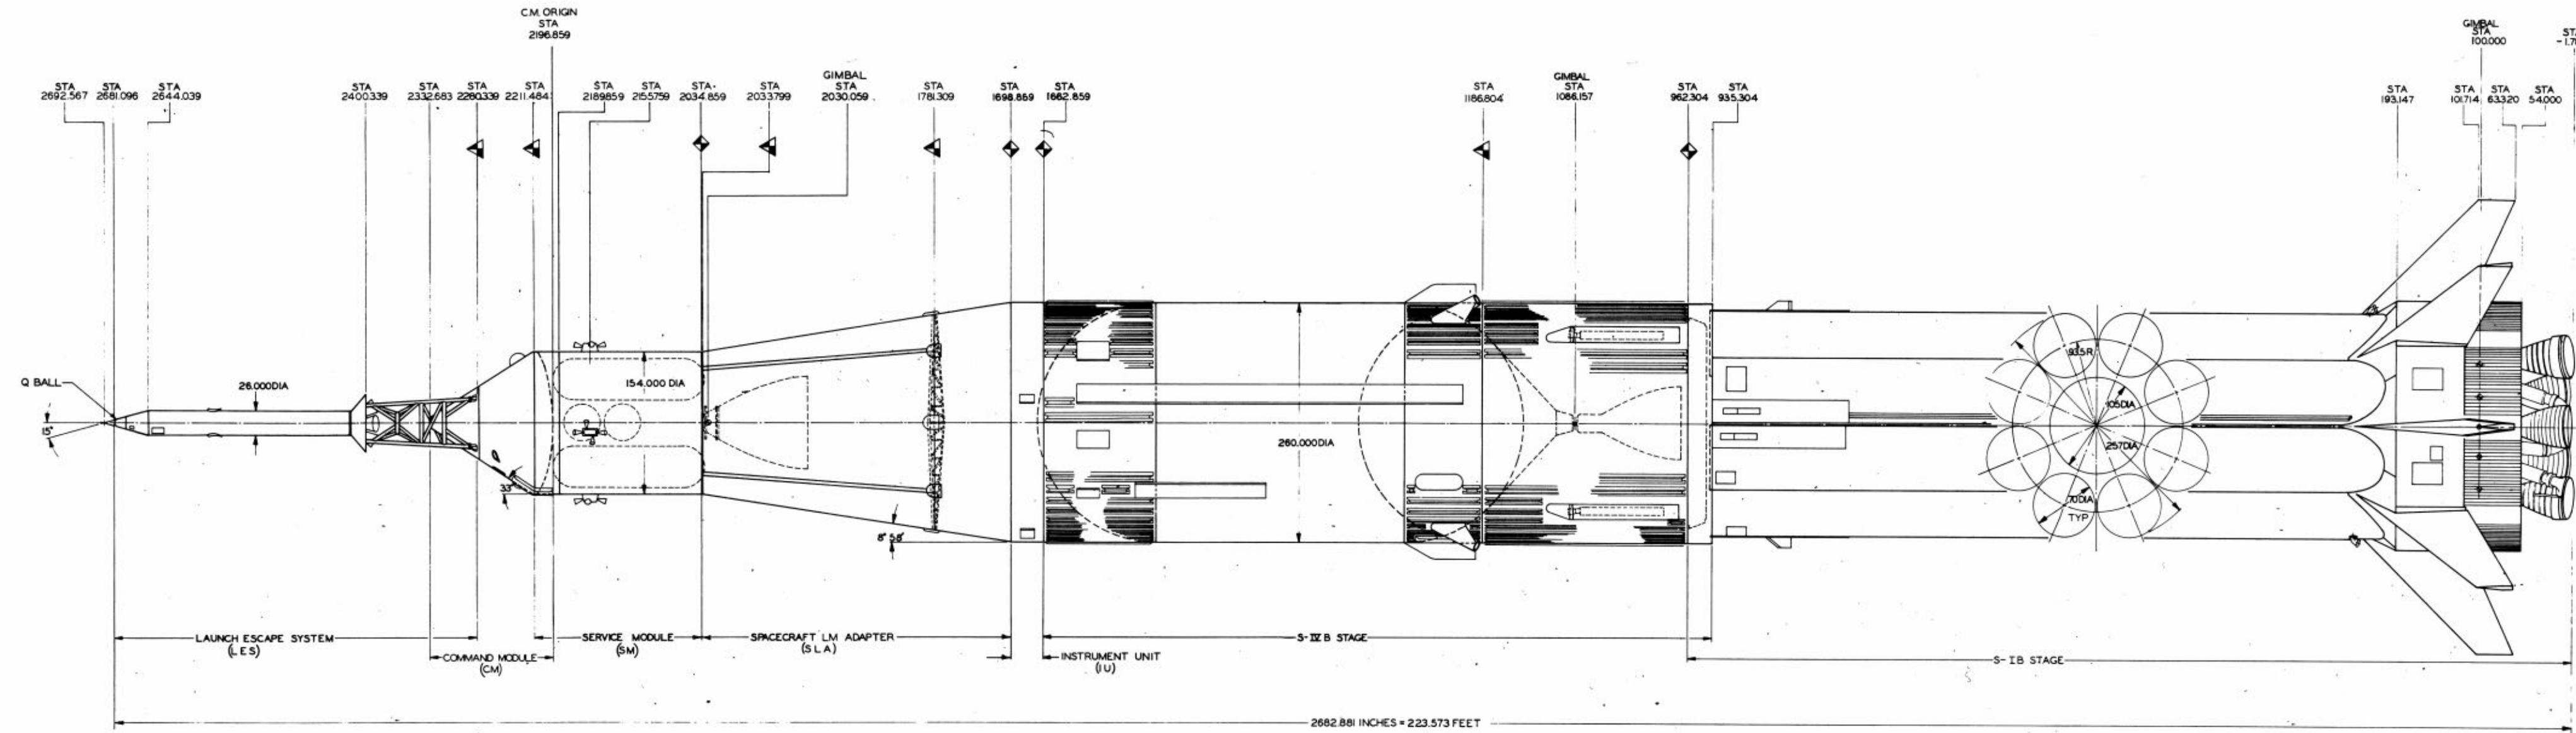 C.M. ORIGIN
STA
2196.859
GIMBAL
STA
100.000
STA
2692.567
STA
2681.096
STA
2644.039
STA
2400.339
STA
2332.683
STA
2280.339
STA
2211.484
STA
2189.859
STA
2155.759
STA
2034.859
STA
2033.799
GIMBAL
STA
2030.059
STA
1781.309
STA
1698.859
STA
1662.859
STA
1186.804
GIMBAL
STA
1086.157
STA
962.304
STA
935.304
STA
193.147
STA
101.714
STA
63.320
STA
54.000
Q BALL
15°
26.000 DIA
33°
154.000 DIA
8° 58'
260.000 DIA
93.5 R
105 DIA
257 DIA
70 DIA
TYP
LAUNCH ESCAPE SYSTEM
(LES)
COMMAND MODULE
(CM)
SERVICE MODULE
(SM)
SPACECRAFT LM ADAPTER
(SLA)
INSTRUMENT UNIT
(IU)
S-IVB STAGE
S-IB STAGE
2682.881 INCHES = 223.573 FEET